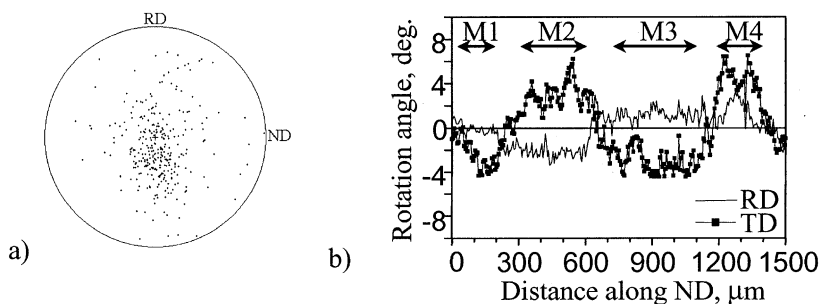 RD
ND
a)
b)
Rotation angle, deg.
8
4
0
-4
-8
M1 M2 M3 M4
RD
TD
0 300 600 900 1200 1500
Distance along ND, μm